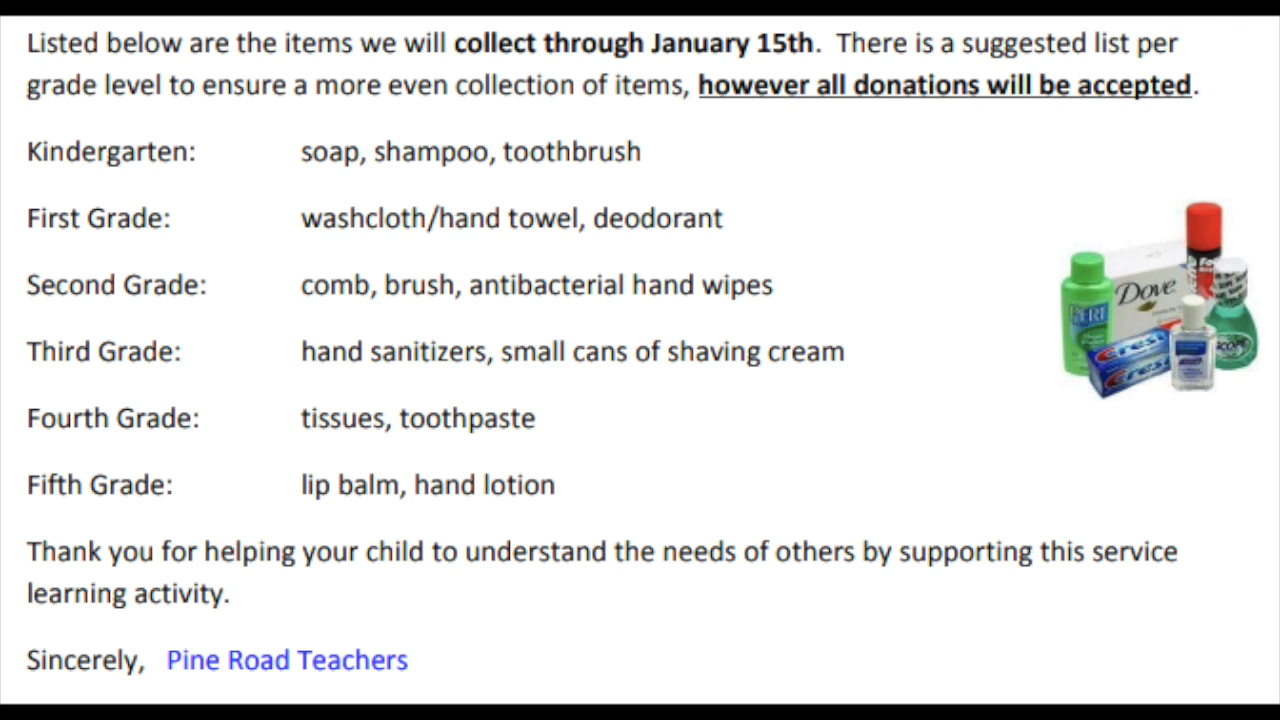 Listed below are the items we will collect through January 15th. There is a suggested list per
grade level to ensure a more even collection of items, however all donations will be accepted.
Kindergarten: soap, shampoo, toothbrush
First Grade: washcloth/hand towel, deodorant
Second Grade: comb, brush, antibacterial hand wipes
Third Grade: hand sanitizers, small cans of shaving cream
Fourth Grade: tissues, toothpaste
Fifth Grade: lip balm, hand lotion
Dove
PERT
Crest
Crest
SCOPE
Thank you for helping your child to understand the needs of others by supporting this service
learning activity.
Sincerely, Pine Road Teachers